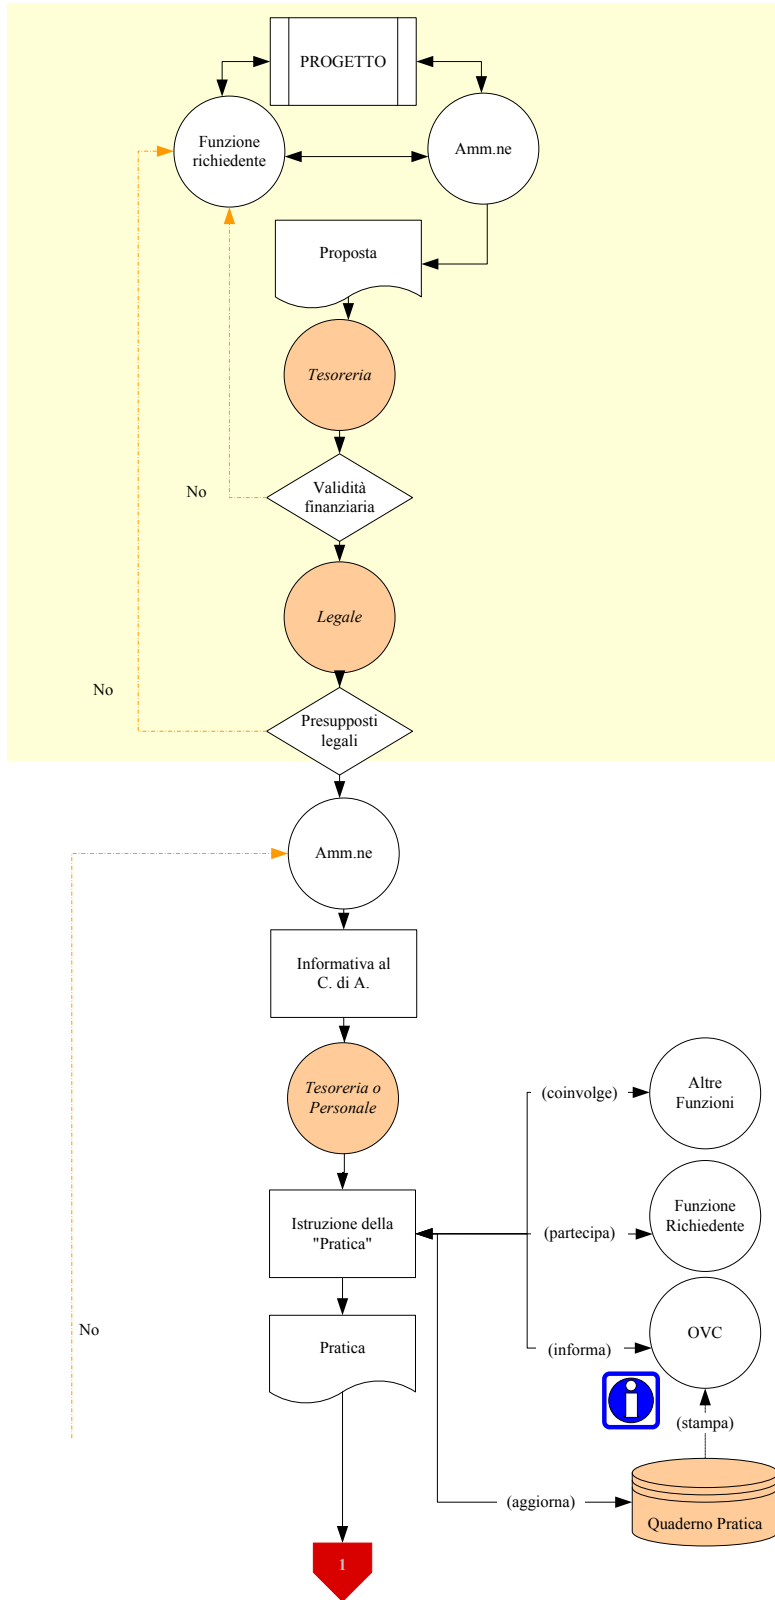 PROGETTO
Funzione
richiedente
Amm.ne
Proposta
Tesoreria
No
Validità
finanziaria
Legale
No
Presupposti
legali
Amm.ne
Informativa al
C. di A.
Tesoreria o
Personale
(coinvolge)
Altre
Funzioni
Istruzione della
"Pratica"
(partecipa)
Funzione
Richiedente
No
Pratica
(informa)
OVC
(stampa)
(aggiorna)
Quaderno Pratica
1